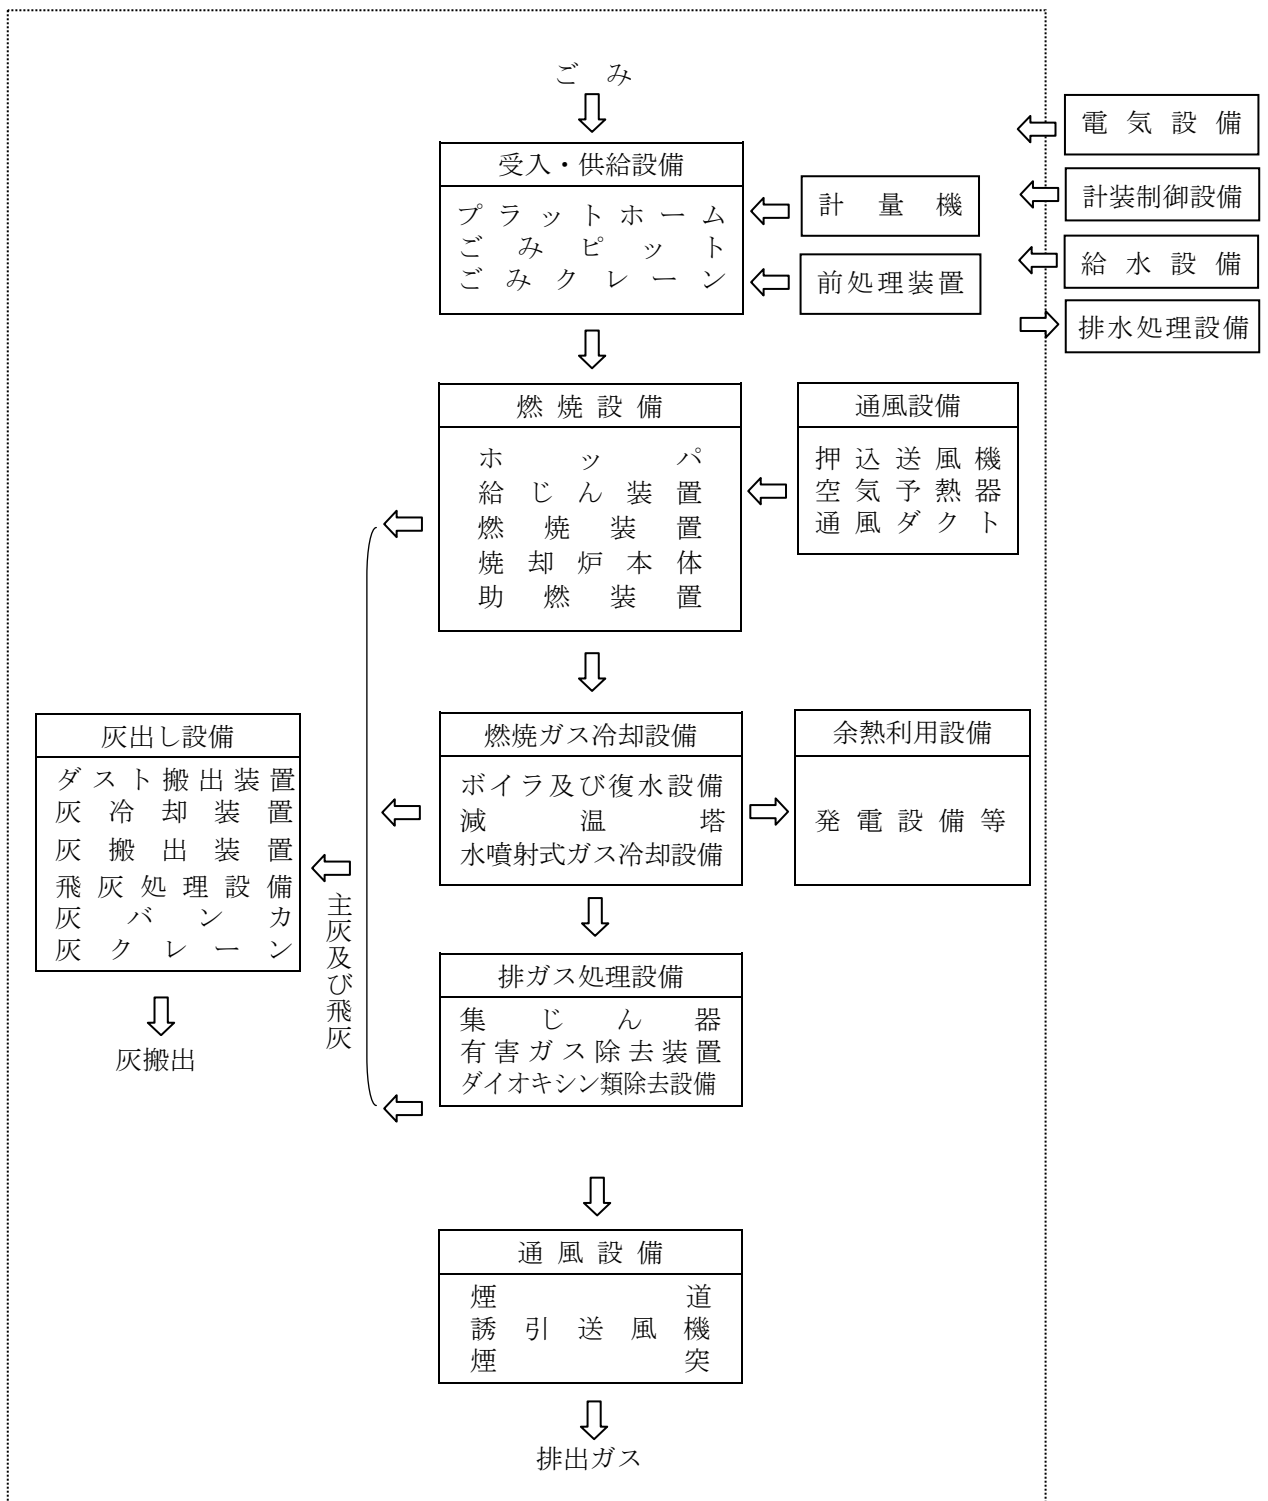 ごみ
受入・供給設備
プラットホーム
ごみピット
ごみクレーン
計量機
前処理装置
電気設備
計装制御設備
給水設備
排水処理設備
燃焼設備
ホッパ
給じん装置
燃焼装置
焼却炉本体
助燃装置
通風設備
押込送風機
空気予熱器
通風ダクト
燃焼ガス冷却設備
ボイラ及び復水設備
減温塔
水噴射式ガス冷却設備
余熱利用設備
発電設備等
灰出し設備
ダスト搬出装置
灰冷却装置
灰搬出装置
飛灰処理設備
灰バンカ
灰クレーン
灰搬出
主灰及び飛灰
排ガス処理設備
集じん器
有害ガス除去装置
ダイオキシン類除去設備
通風設備
煙道
誘引送風機
煙突
排出ガス